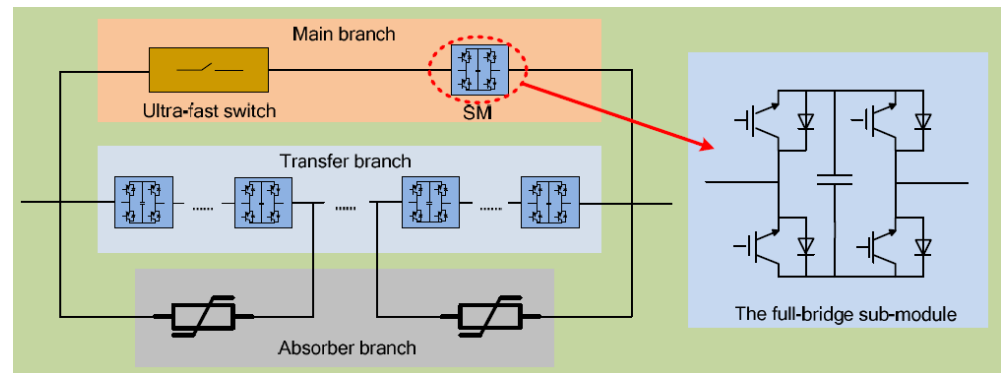 Main branch
Ultra-fast switch
SM
Transfer branch
......
......
......
Absorber branch
The full-bridge sub-module